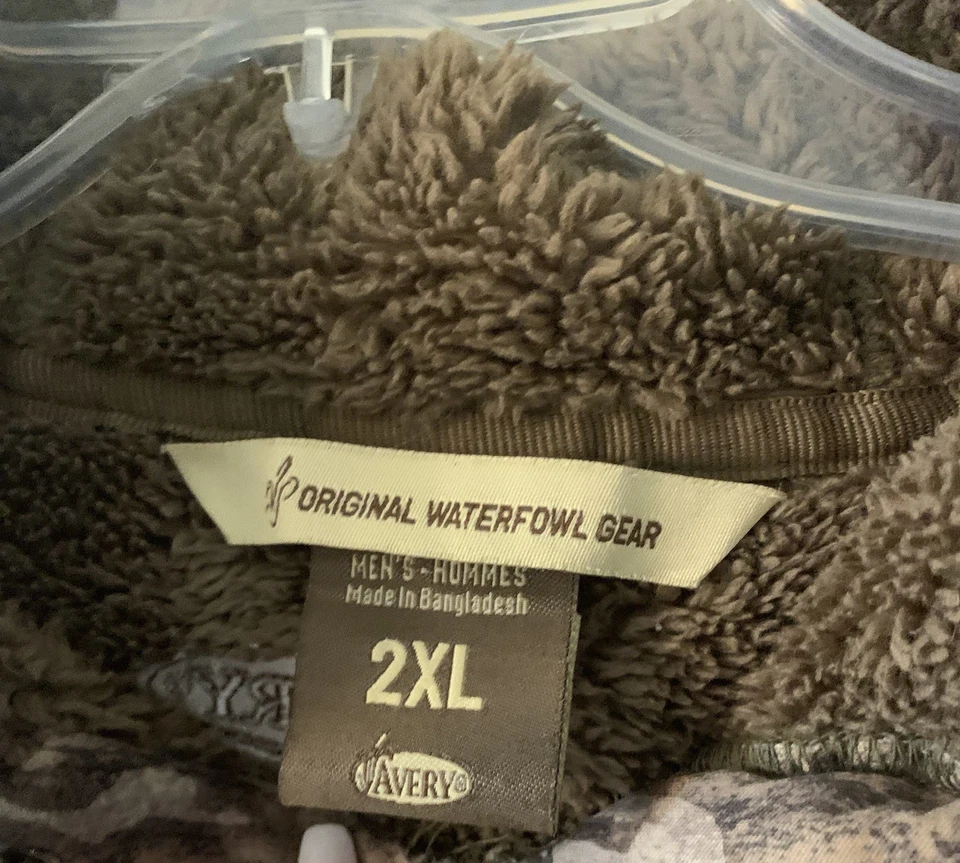 ORIGINAL WATERFOWL GEAR
MEN'S - HOMMES
Made In Bangladesh
2XL
AVERY®